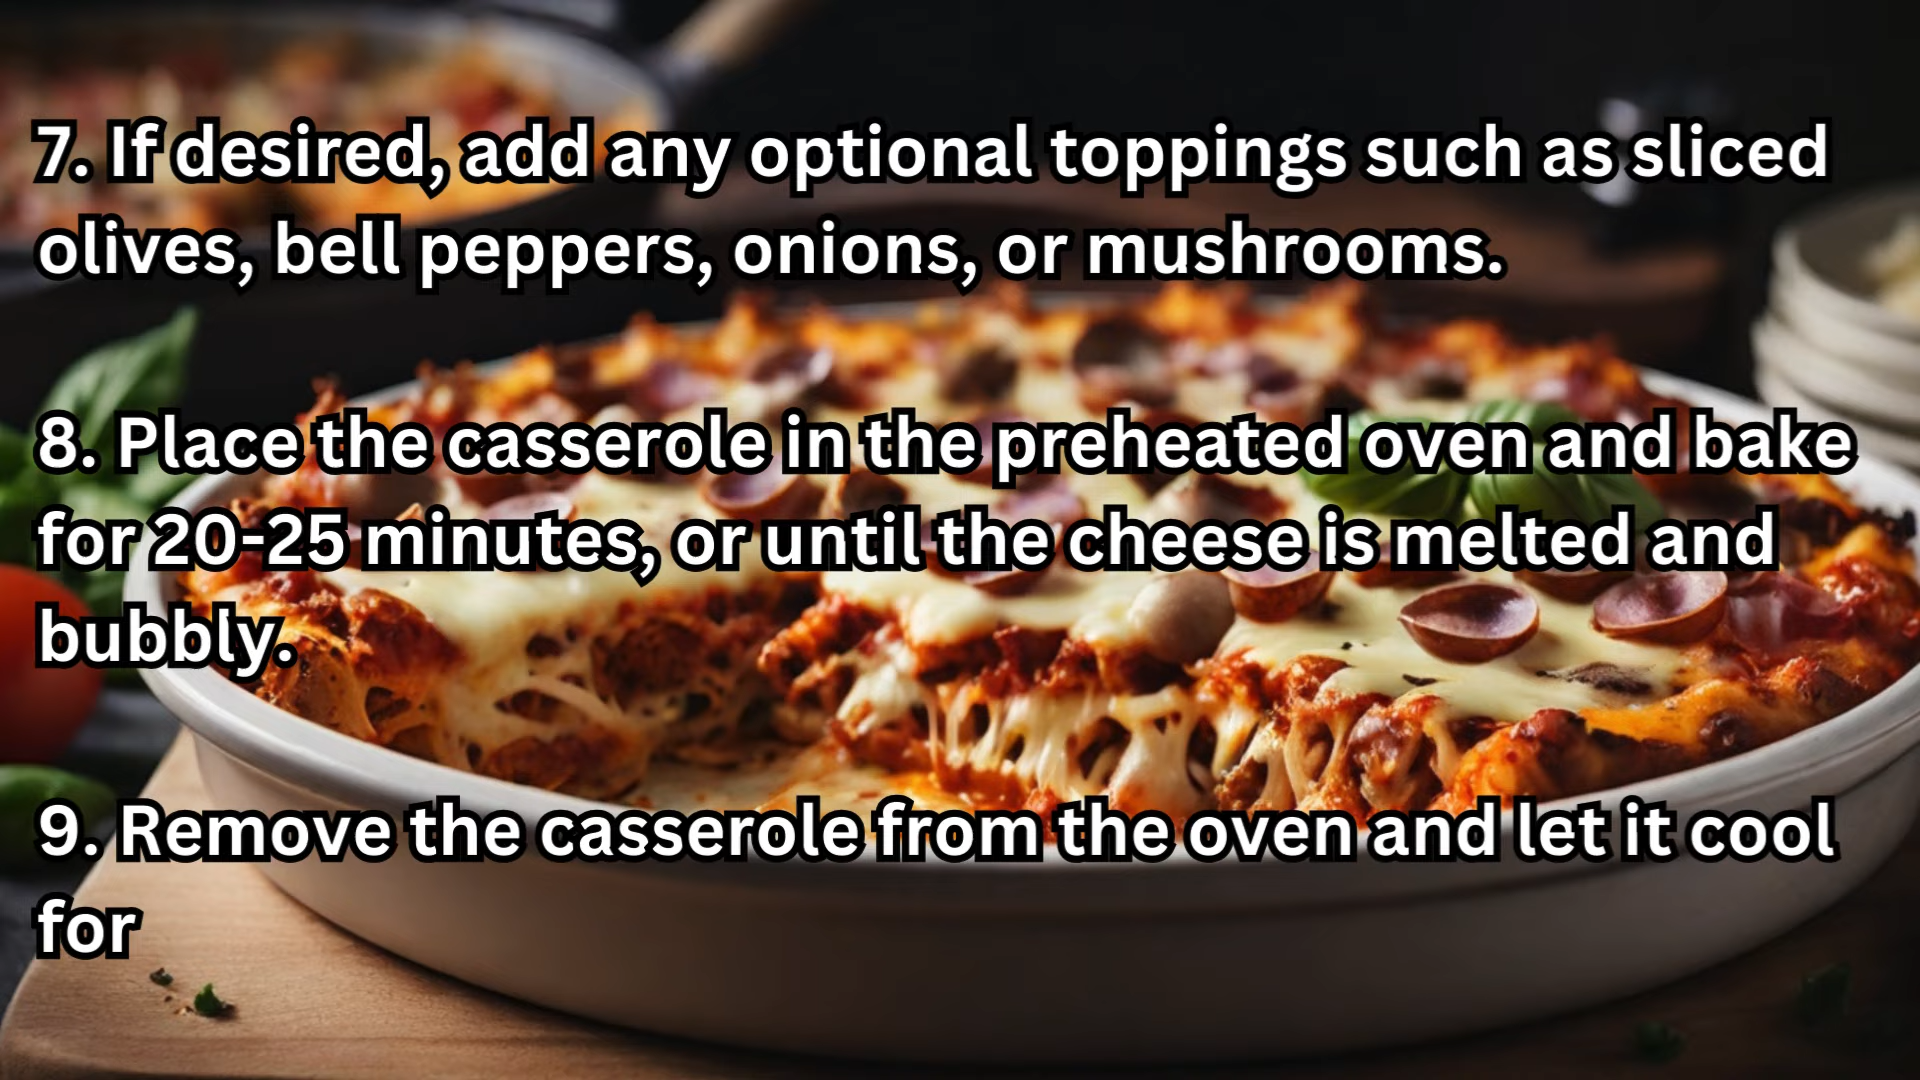 7. If desired, add any optional toppings such as sliced
olives, bell peppers, onions, or mushrooms.
8. Place the casserole in the preheated oven and bake
for 20-25 minutes, or until the cheese is melted and
bubbly.
9. Remove the casserole from the oven and let it cool
for